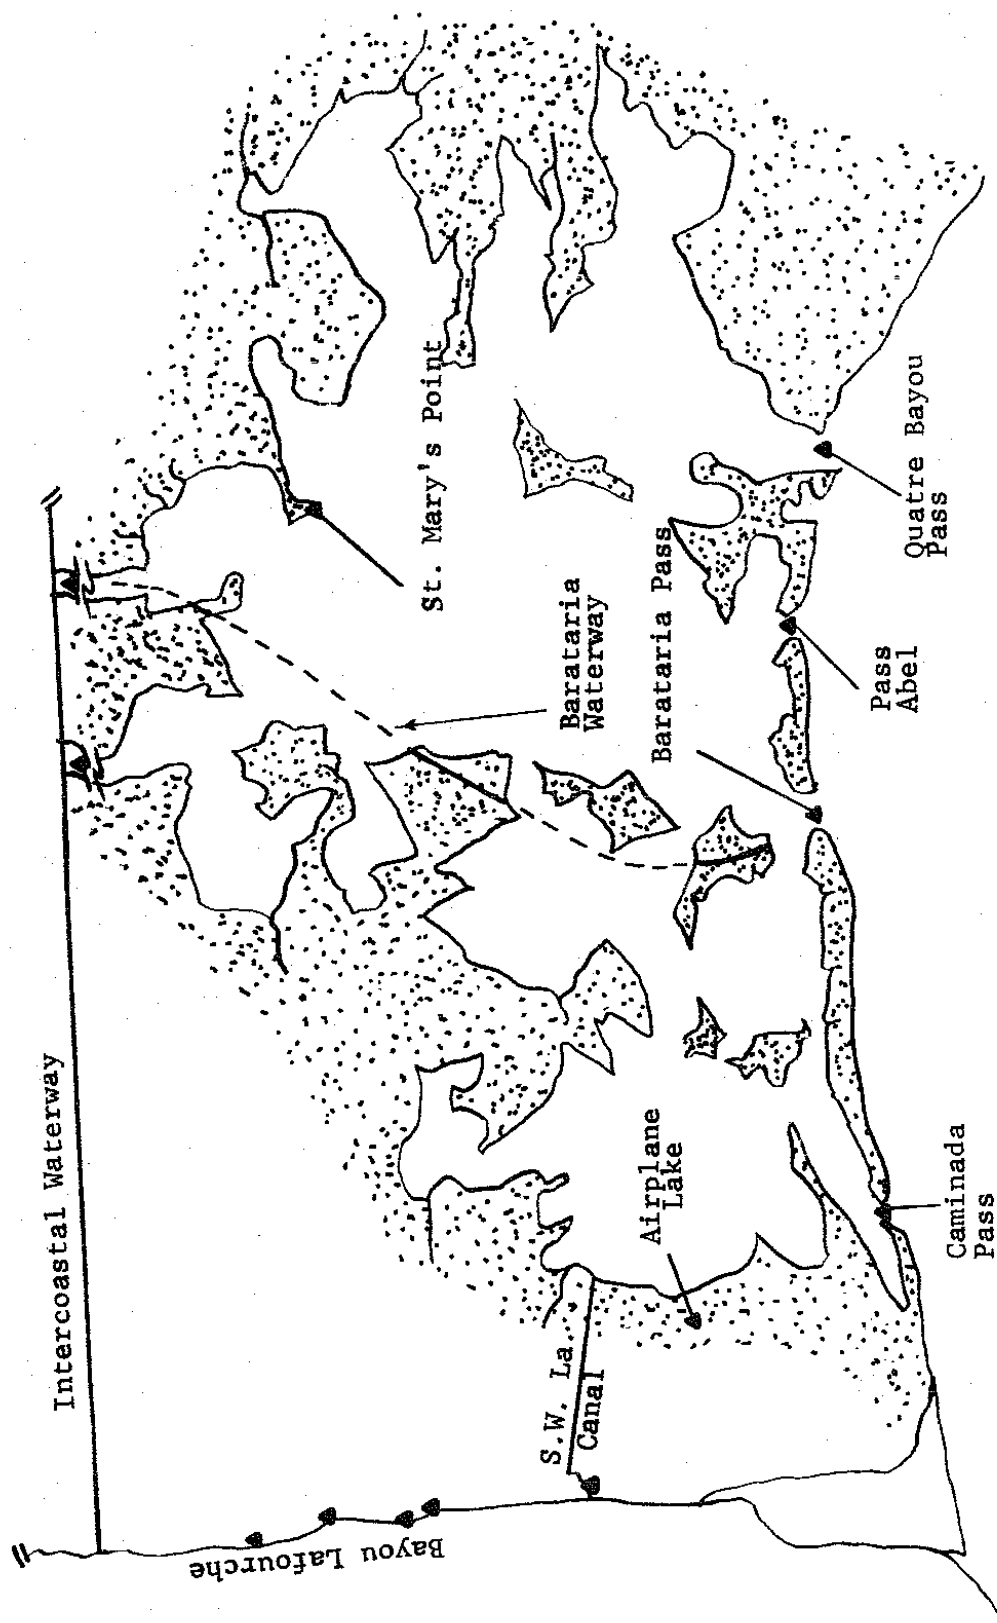 Intercoastal Waterway
St. Mary's Point
Barataria
Waterway
Barataria Pass
Quatre Bayou
Pass
Pass
Abel
Airplane
Lake
Caminada
Pass
S.W. La.
Canal
Bayou Lafourche